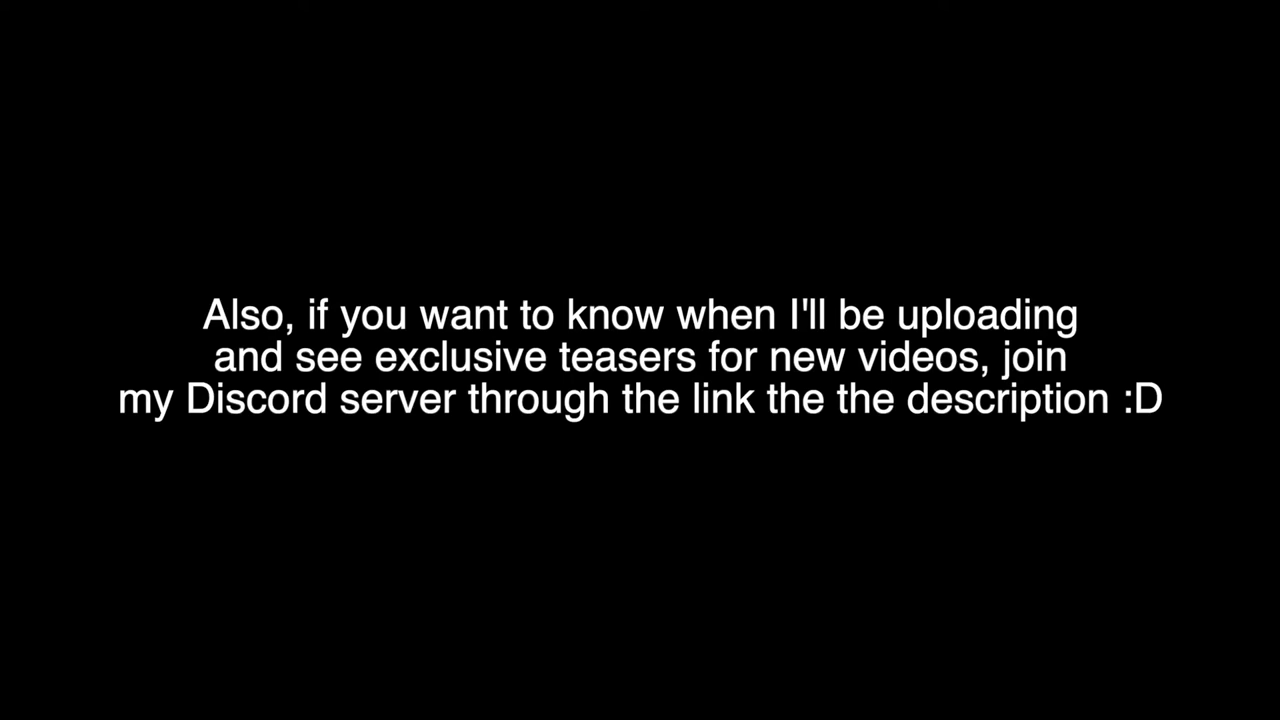 Also, if you want to know when I'll be uploading
and see exclusive teasers for new videos, join
my Discord server through the link the the description :D